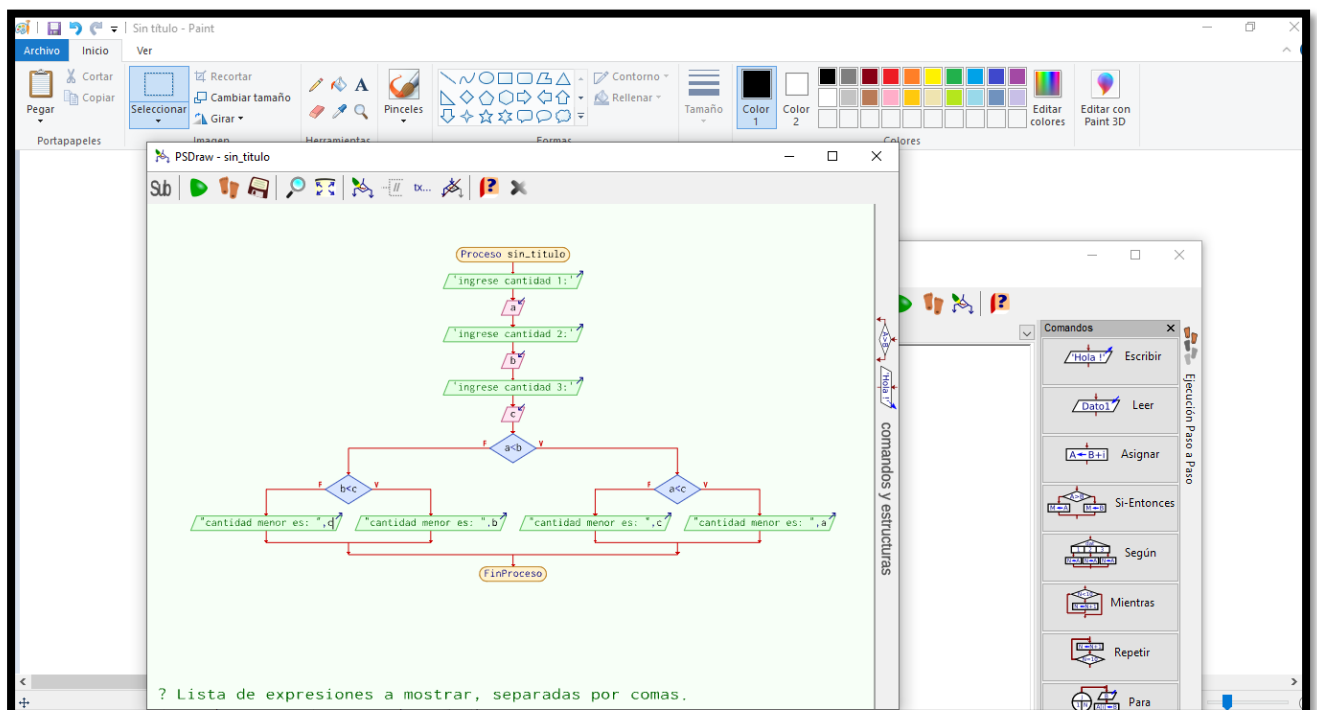 Sin título - Paint
Archivo Inicio Ver
Pegar
Cortar
Copiar
Portapapeles
Seleccionar
Recortar
Cambiar tamaño
Girar
Imagen
A
Herramientas
Pinceles
Contorno
Rellenar
Formas
Tamaño
Color 1
Color 2
Editar colores
Editar con Paint 3D
Colores
PSDraw - sin_titulo
Sub
tx...
?
Proceso sin_titulo
'ingrese cantidad 1:'
a
'ingrese cantidad 2:'
b
'ingrese cantidad 3:'
c
a<b
F V
b<c
F V
a<c
F V
"cantidad menor es: ",c "cantidad menor es: ",b "cantidad menor es: ",c "cantidad menor es: ",a
FinProceso
? Lista de expresiones a mostrar, separadas por comas.
A>B
'Hola !'
comandos y estructuras
?
Comandos
'Hola !' Escribir
Dato1 Leer
A←B+i Asignar
Si-Entonces
Según
Mientras
Repetir
Para
Ejecución Paso a Paso